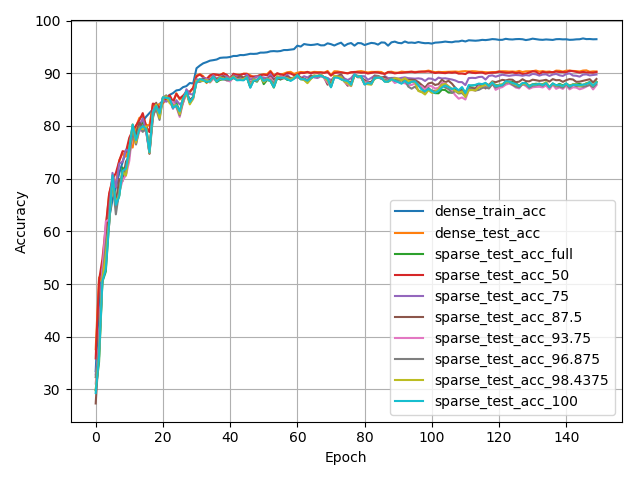 100
90
80
70
60
50
40
30
Accuracy
dense_train_acc
dense_test_acc
sparse_test_acc_full
sparse_test_acc_50
sparse_test_acc_75
sparse_test_acc_87.5
sparse_test_acc_93.75
sparse_test_acc_96.875
sparse_test_acc_98.4375
sparse_test_acc_100
0 20 40 60 80 100 120 140
Epoch